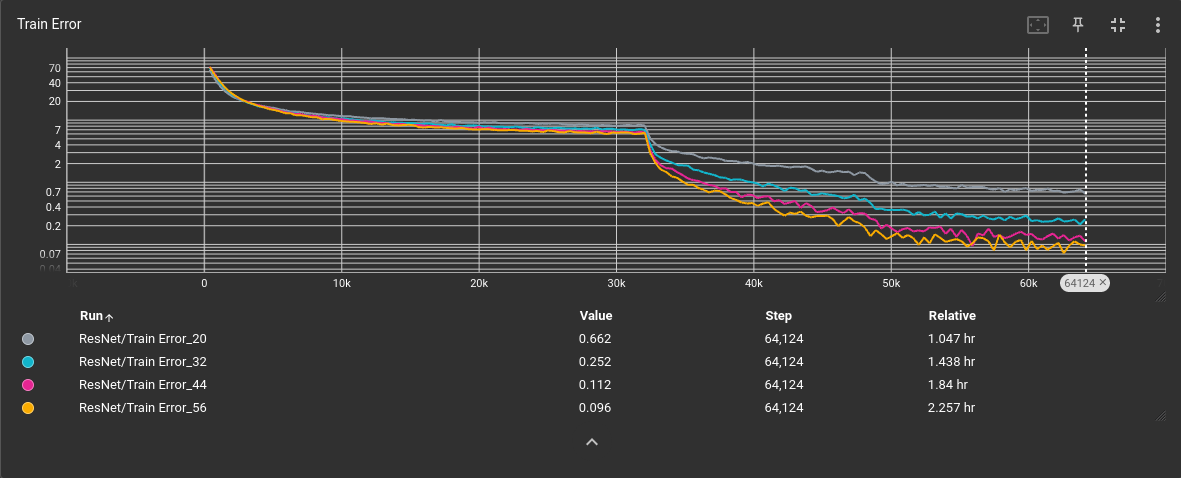 Train Error
70
40
20
7
4
2
0.7
0.4
0.2
0.07
0.04
0 10k 20k 30k 40k 50k 60k 64124 ×
Run↑ Value Step Relative
ResNet/Train Error_20 0.662 64,124 1.047 hr
ResNet/Train Error_32 0.252 64,124 1.438 hr
ResNet/Train Error_44 0.112 64,124 1.84 hr
ResNet/Train Error_56 0.096 64,124 2.257 hr